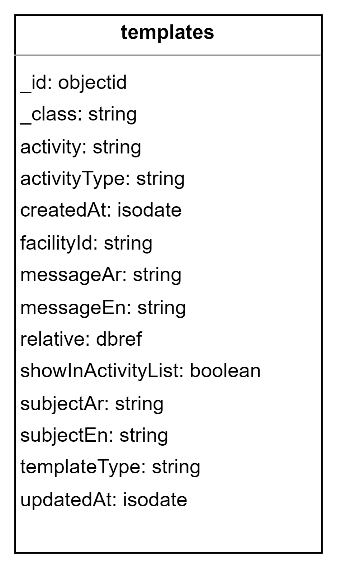 templates
_id: objectid
_class: string
activity: string
activityType: string
createdAt: isodate
facilityId: string
messageAr: string
messageEn: string
relative: dbref
showInActivityList: boolean
subjectAr: string
subjectEn: string
templateType: string
updatedAt: isodate